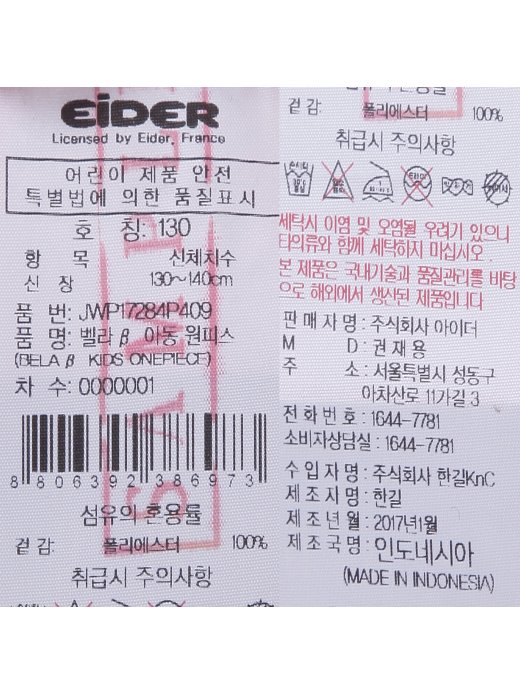 EiDER
Licensed by Eider, France
어린이 제품 안전
특별법에 의한 품질표시
호 칭: 130
항 목 신체치수
신 장 130~140cm
품 번: JWP17284P409
품 명: 벨라 β 아동 원피스
(BELA β KIDS ONEPIECE)
차 수: 0000001
8 806392 386973
섬유의 혼용률
겉 감: 폴리에스터 100%
취급시 주의사항
SAMPLE
겉 감: 폴리에스터 100%
취급시 주의사항
세탁시 이염 및 오염될 우려가 있으니
타의류와 함께 세탁하지 마십시오.
본 제품은 국내기술과 품질관리를 바탕
으로 해외에서 생산된 제품입니다
판 매 자 명 : 주식회사 아이더
M D : 권 재 용
주 소 : 서울특별시 성동구
아차산로 11가길 3
전 화 번 호 : 1644-7781
소비자상담실 : 1644-7781
수 입 자 명 : 주식회사 한길KnC
제 조 자 명 : 한길
제 조 년 월 : 2017년1월
제 조 국 명 : 인도네시아
(MADE IN INDONESIA)